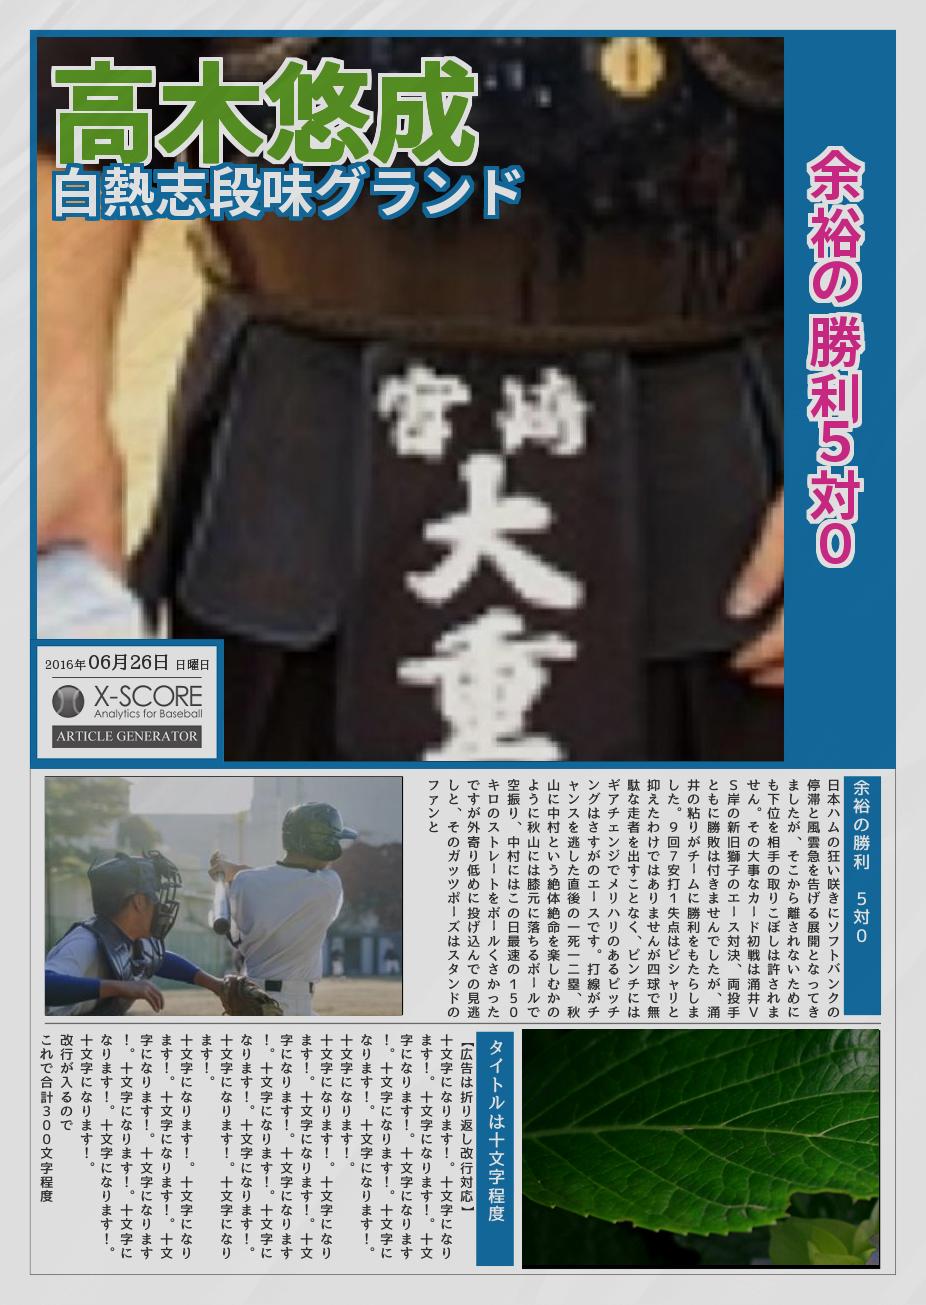 高木悠成
白熱志段味グランド
余裕の 勝利5対0
宮崎
大重
2016年06月26日 日曜日
X-SCORE
Analytics for Baseball
ARTICLE GENERATOR
余裕の勝利 5対0
日本ハムの狂い咲きにソフトバンクの
停滞と風雲急を告げる展開となってき
ましたが、そこから離されないために
も下位を相手の取りこぼしは許されま
せん。その大事なカード初戦は涌井V
S岸の新旧獅子のエース対決、両投手
ともに勝敗は付きませんでしたが、涌
井の粘りがチームに勝利をもたらしま
した。9回7安打1失点はピシャリと
抑えたわけではありませんが四球で無
駄な走者を出すことなく、ピンチには
ギアチェンジでメリハリのあるピッチ
ングはさすがのエースです。打線がチ
ャンスを逃した直後の一死一二塁、秋
山に中村という絶体絶命を楽しむかの
ように秋山には膝元に落ちるボールで
空振り、中村にはこの日最速の150
キロのストレートをボールくさかった
ですが外寄り低めに投げ込んでの見逃
しと、そのガッツポーズはスタンドの
ファンと
タイトルは十文字程度
【広告は折り返し改行対応】
十文字になります!。十文字になり
ます!。十文字になります!。十文
字になります!。十文字になります
!。十文字になります!。十文字に
なります!。十文字になります!。
十文字になります!。
十文字になります!。十文字になり
ます!。十文字になります!。十文
字になります!。十文字になります
!。十文字になります!。十文字に
なります!。十文字になります!。
十文字になります!。十文字になり
ます!。
十文字になります!。十文字になり
ます!。十文字になります!。十文
字になります!。十文字になります
!。十文字になります!。十文字に
なります!。十文字になります!。
十文字になります!。
改行が入るので
これで合計300文字程度